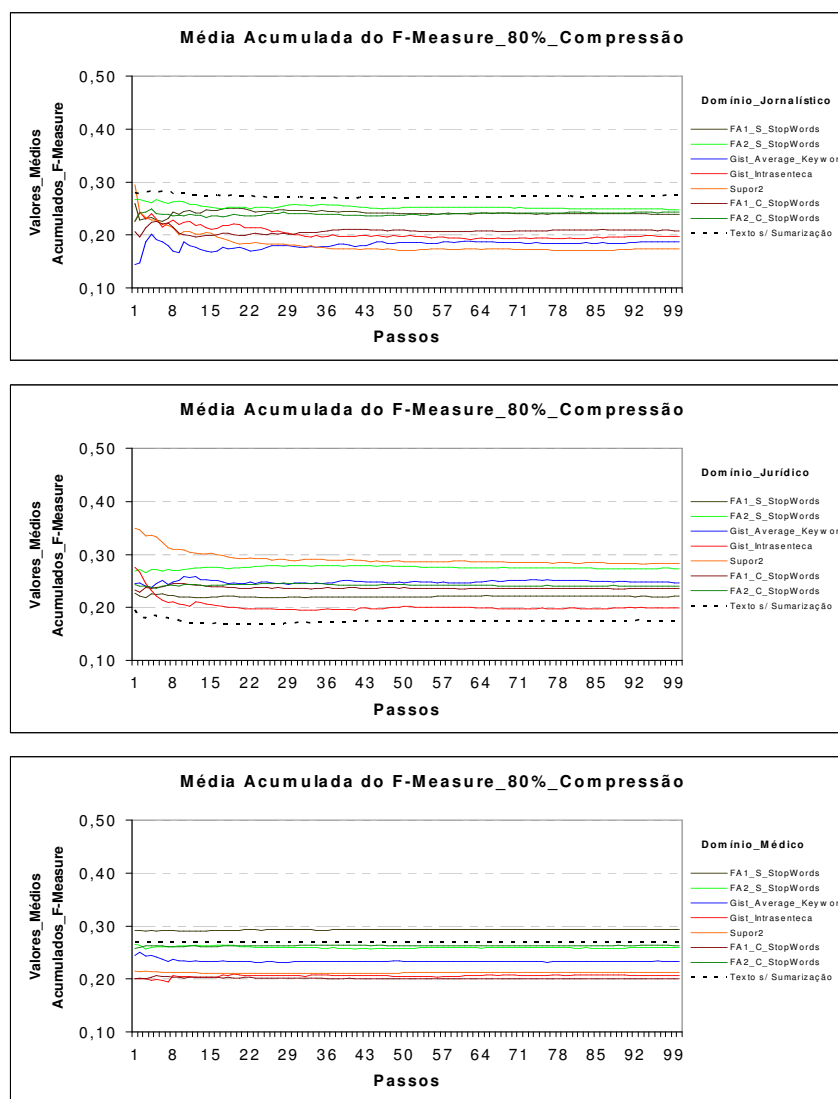 Média Acumulada do F-Measure_80%_Compressão
Valores_Médios
Acumulados_F-Measure
0,50
0,40
0,30
0,20
0,10
1 8 15 22 29 36 43 50 57 64 71 78 85 92 99
Passos
Domínio_Jornalístico
FA1_S_StopWords
FA2_S_StopWords
Gist_Average_Keywor
Gist_Intrasenteca
Supor2
FA1_C_StopWords
FA2_C_StopWords
Texto s/ Sumarização
Média Acumulada do F-Measure_80%_Compressão
Valores_Médios
Acumulados_F-Measure
0,50
0,40
0,30
0,20
0,10
1 8 15 22 29 36 43 50 57 64 71 78 85 92 99
Passos
Domínio_Jurídico
FA1_S_StopWords
FA2_S_StopWords
Gist_Average_Keywor
Gist_Intrasenteca
Supor2
FA1_C_StopWords
FA2_C_StopWords
Texto s/ Sumarização
Média Acumulada do F-Measure_80%_Compressão
Valores_Médios
Acumulados_F-Measure
0,50
0,40
0,30
0,20
0,10
1 8 15 22 29 36 43 50 57 64 71 78 85 92 99
Passos
Domínio_Médico
FA1_S_StopWords
FA2_S_StopWords
Gist_Average_Keywor
Gist_Intrasenteca
Supor2
FA1_C_StopWords
FA2_C_StopWords
Texto s/ Sumarização